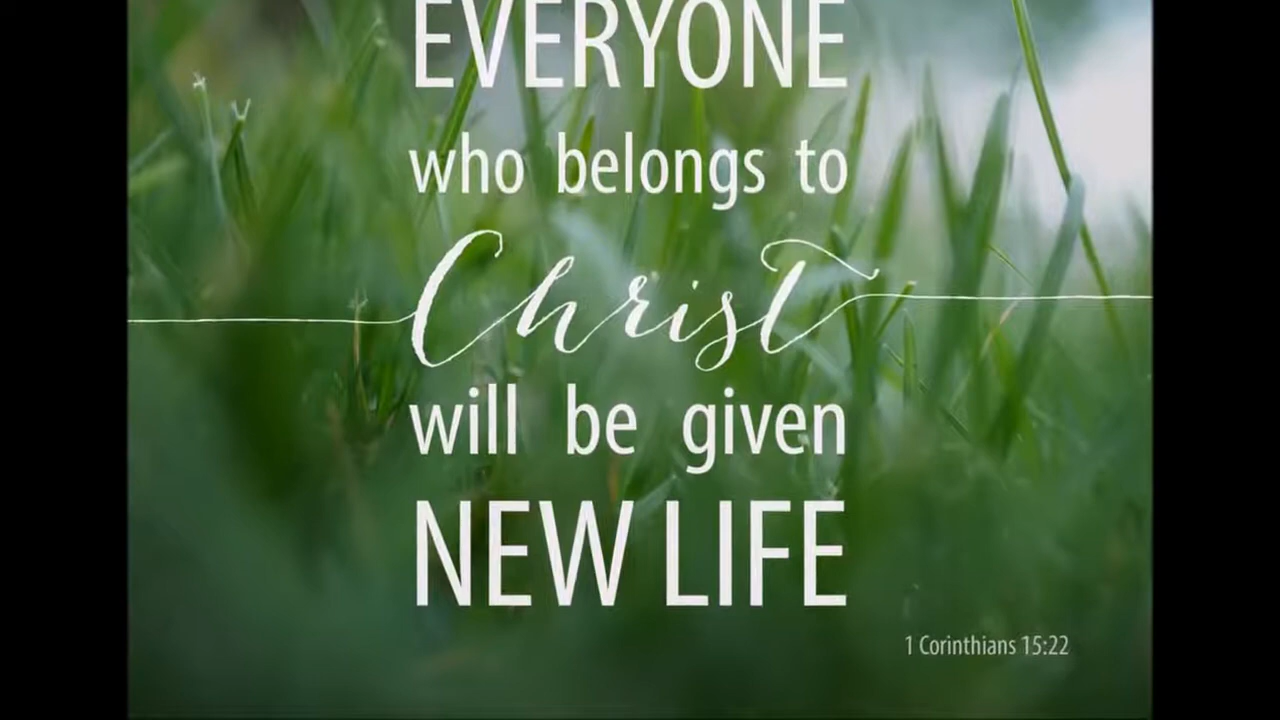 EVERYONE
who belongs to
Christ
will be given
NEW LIFE
1 Corinthians 15:22